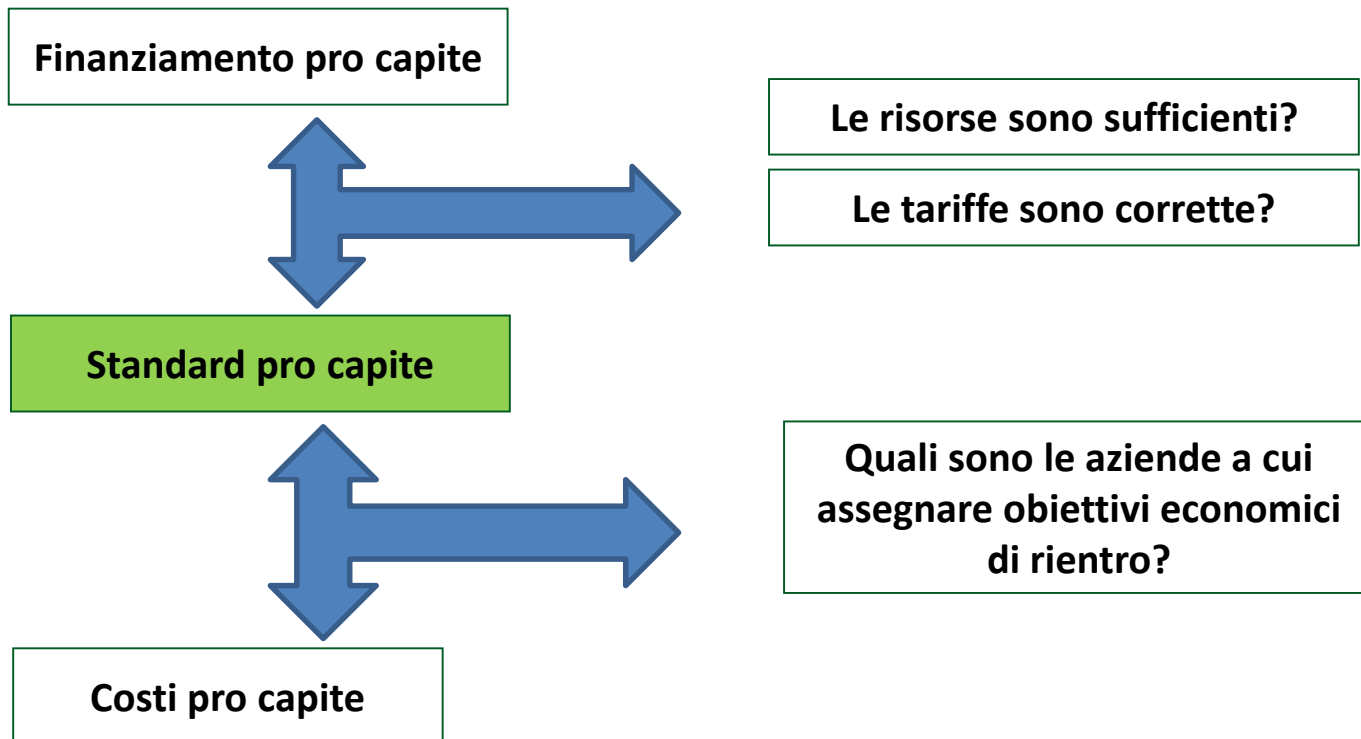 Finanziamento pro capite
Le risorse sono sufficienti?
Le tariffe sono corrette?
Standard pro capite
Quali sono le aziende a cui
assegnare obiettivi economici
di rientro?
Costi pro capite